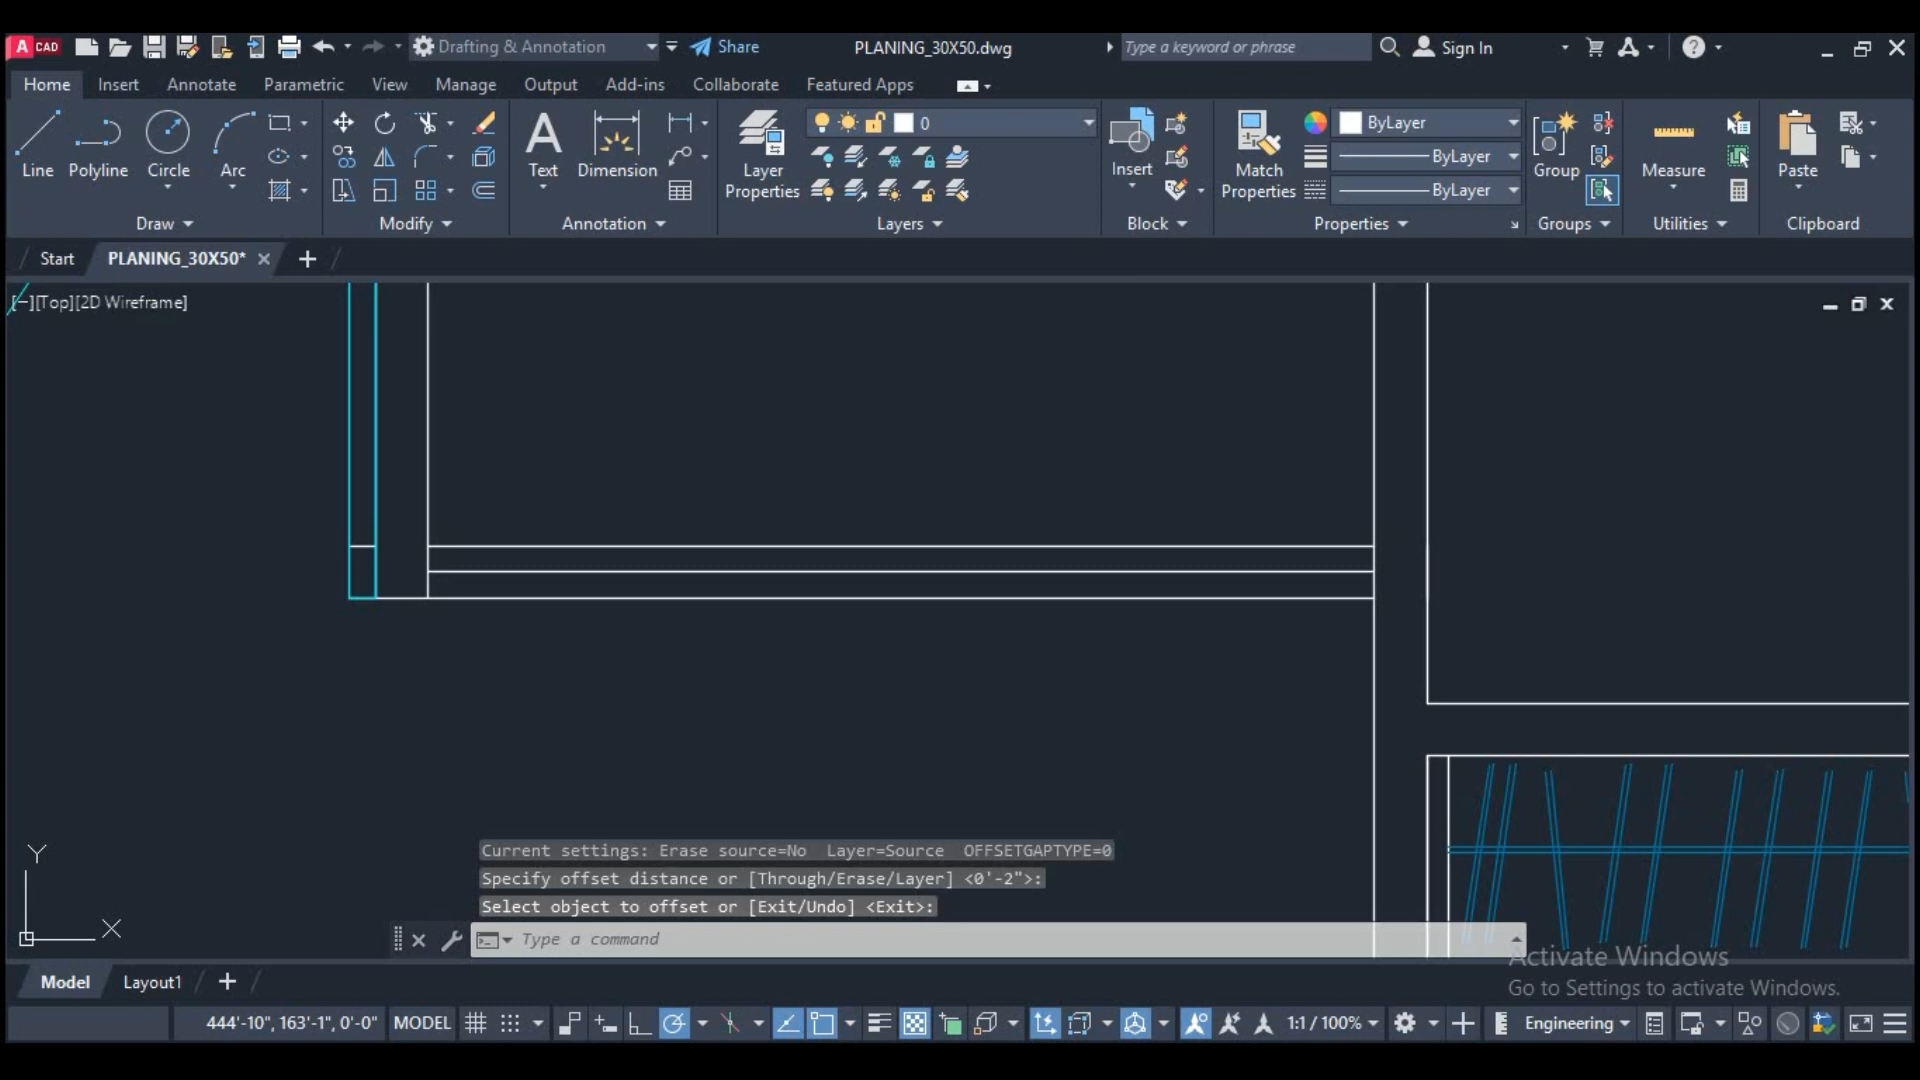 A CAD
Drafting & Annotation
Share
PLANING_30X50.dwg
Type a keyword or phrase
Sign In
Home Insert Annotate Parametric View Manage Output Add-ins Collaborate Featured Apps
0
ByLayer
Line Polyline Circle Arc
Text Dimension
Layer Properties
Insert
Match Properties
ByLayer
ByLayer
Group
Measure
Paste
Draw Modify Annotation Layers Block Properties Groups Utilities Clipboard
Start PLANING_30X50*
[−][Top][2D Wireframe]
Y
X
Current settings: Erase source=No Layer=Source OFFSETGAPTYPE=0
Specify offset distance or [Through/Erase/Layer] <0'-2">:
Select object to offset or [Exit/Undo] <Exit>:
Type a command
Activate Windows
Go to Settings to activate Windows.
Model Layout1
444'-10", 163'-1", 0'-0" MODEL 1:1 / 100% Engineering